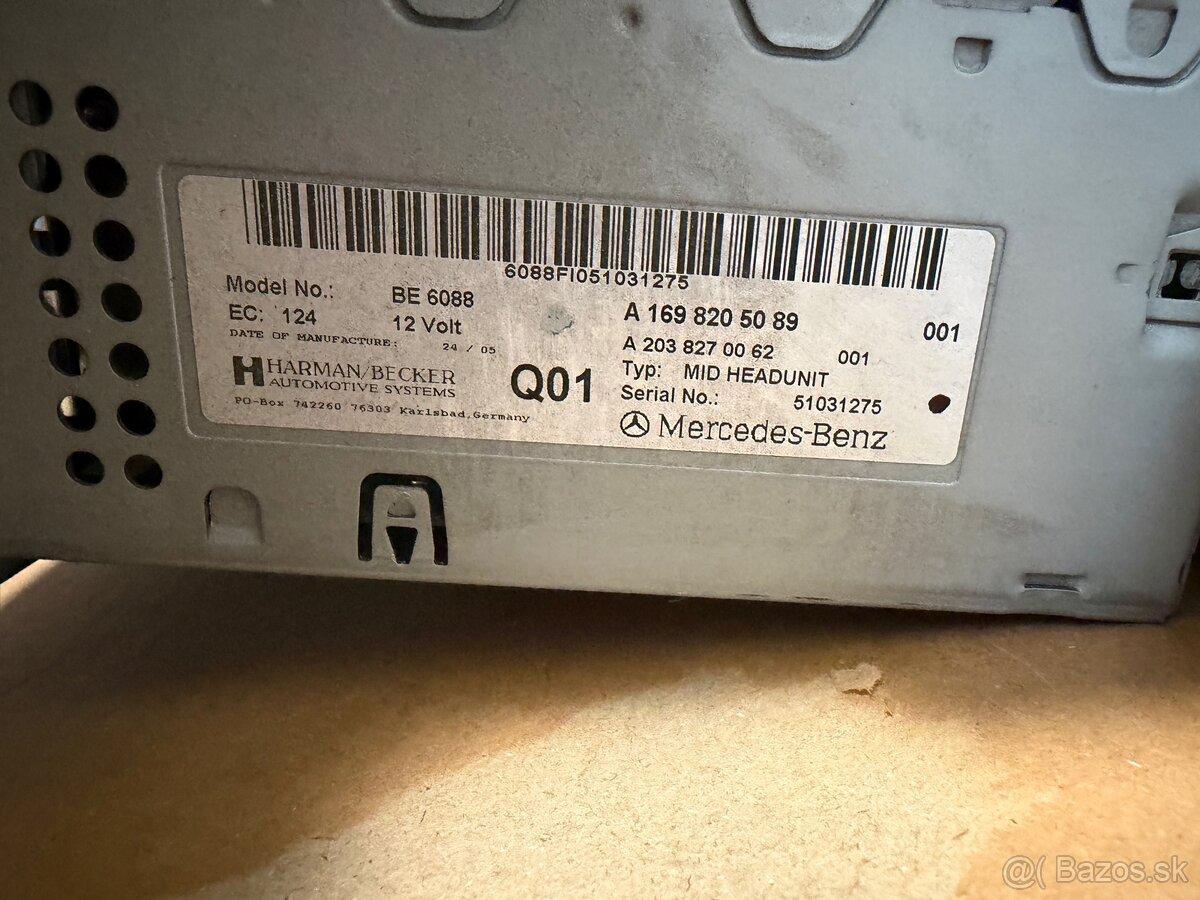 6088FI051031275
Model No.: BE 6088
EC: 124 12 Volt
DATE OF MANUFACTURE: 24 / 05
HARMAN/BECKER
AUTOMOTIVE SYSTEMS
PO-Box 742260 76303 Karlsbad,Germany
Q01
A 169 820 50 89 001
A 203 827 00 62 001
Typ: MID HEADUNIT
Serial No.: 51031275
Mercedes-Benz
@( Bazos.sk